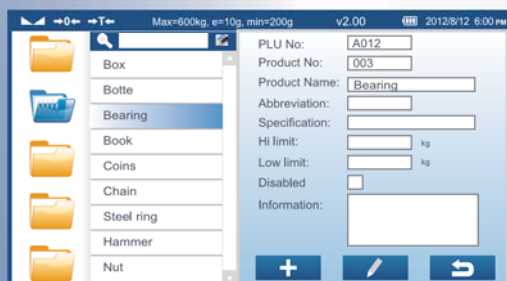 →0← →T← Max=600kg, e=10g, min=200g v2.00 2012/8/12 6:00 PM
Box
Botte
Bearing
Book
Coins
Chain
Steel ring
Hammer
Nut
PLU No: A012
Product No: 003
Product Name: Bearing
Abbreviation:
Specification:
Hi limit: kg
Low limit: kg
Disabled
Information: